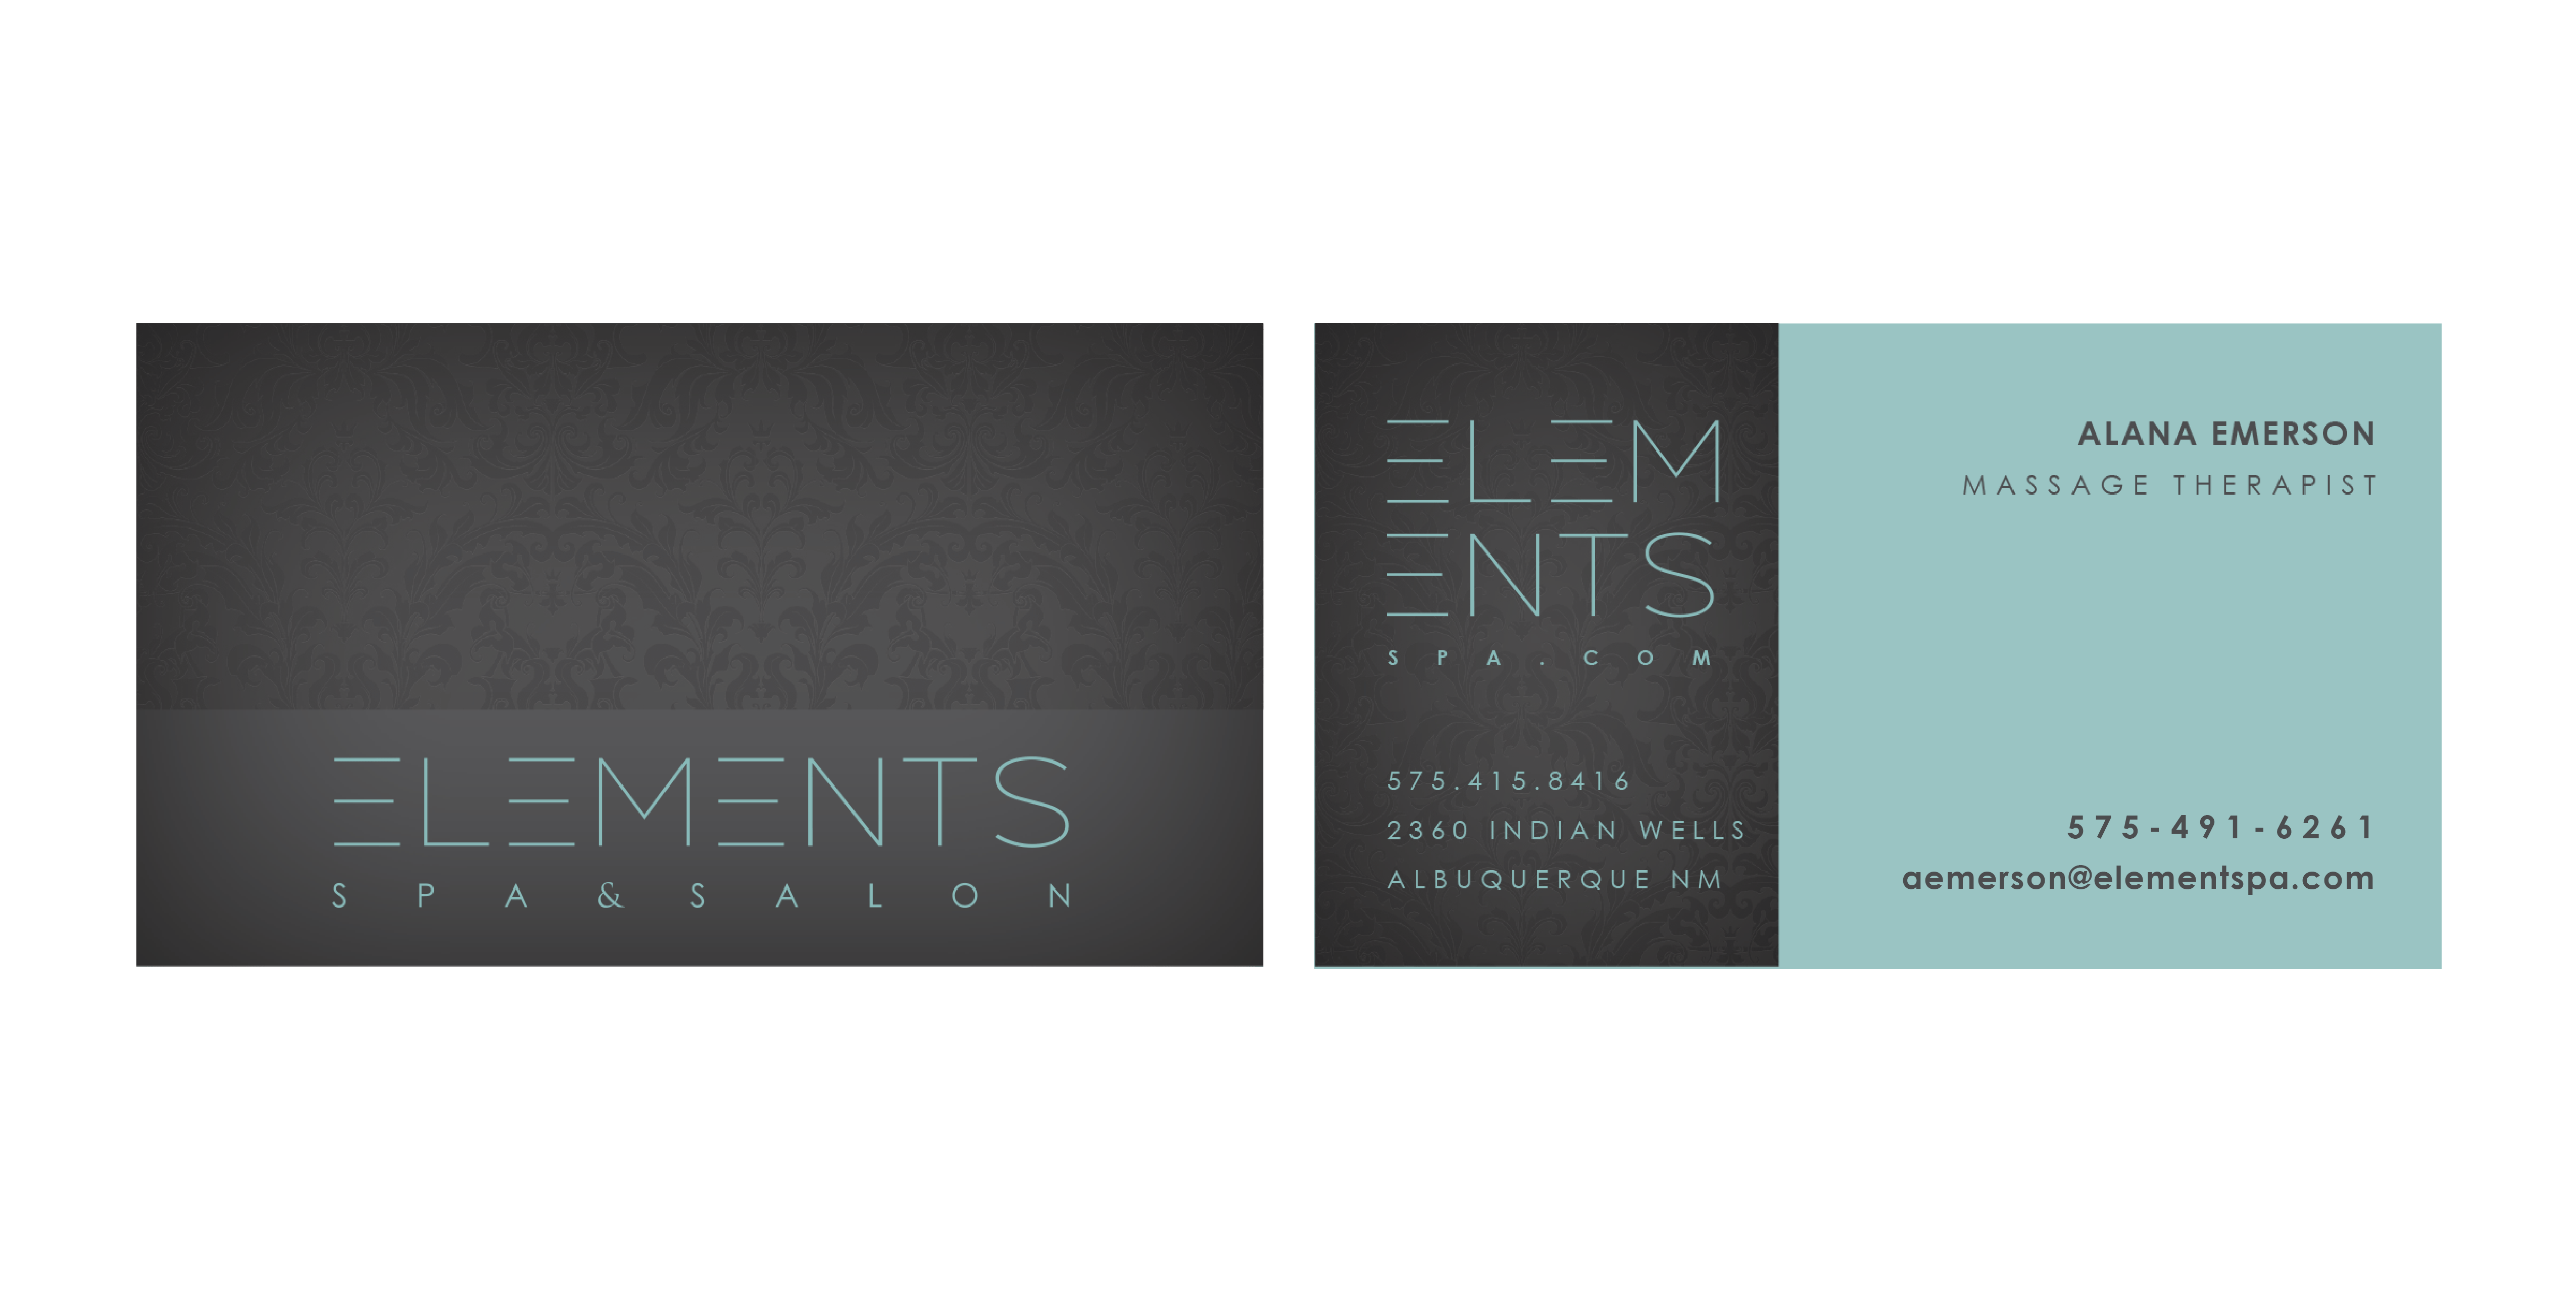 ELEMENTS
SPA&SALON
ELEM
ENTS
SPA.COM
575.415.8416
2360 INDIAN WELLS
ALBUQUERQUE NM
ALANA EMERSON
MASSAGE THERAPIST
575-491-6261
aemerson@elementspa.com